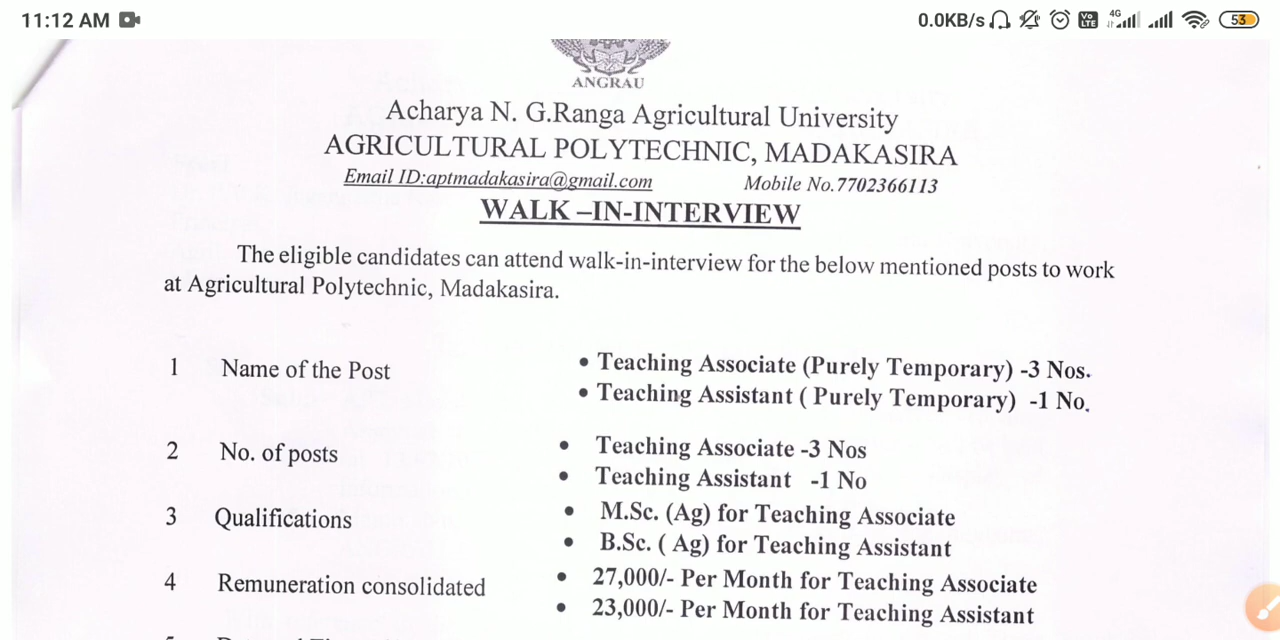 11:12 AM
0.0KB/s
4G
Vo LTE
53
ANGRAU
Acharya N. G.Ranga Agricultural University
AGRICULTURAL POLYTECHNIC, MADAKASIRA
Email ID:aptmadakasira@gmail.com Mobile No.7702366113
WALK –IN-INTERVIEW
The eligible candidates can attend walk-in-interview for the below mentioned posts to work
at Agricultural Polytechnic, Madakasira.
1 Name of the Post • Teaching Associate (Purely Temporary) -3 Nos.
• Teaching Assistant ( Purely Temporary) -1 No.
2 No. of posts • Teaching Associate -3 Nos
• Teaching Assistant -1 No
3 Qualifications • M.Sc. (Ag) for Teaching Associate
• B.Sc. ( Ag) for Teaching Assistant
4 Remuneration consolidated • 27,000/- Per Month for Teaching Associate
• 23,000/- Per Month for Teaching Assistant